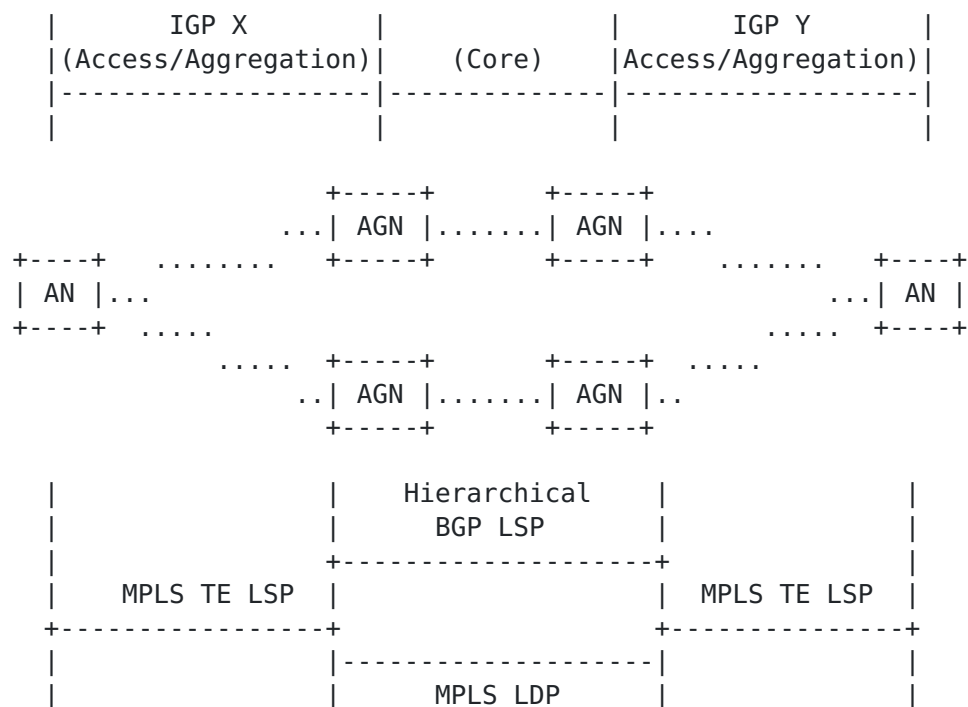 |       IGP X        |              |       IGP Y       |
|(Access/Aggregation)|    (Core)    |Access/Aggregation)|
|--------------------|--------------|-------------------|
|                    |              |                   |
+-----+       +-----+
...| AGN |.......| AGN |....
+----+   ........   +-----+       +-----+    .......   +----+
| AN |...                                           ...| AN |
+----+  .....                                   .....  +----+
.....  +-----+       +-----+  .....
..| AGN |.......| AGN |..
+-----+       +-----+
|                 |    Hierarchical    |               |
|                 |      BGP LSP       |               |
|                 +--------------------+               |
|    MPLS TE LSP  |                    |  MPLS TE LSP  |
+-----------------+                    +---------------+
|                 |--------------------|               |
|                 |      MPLS LDP      |               |